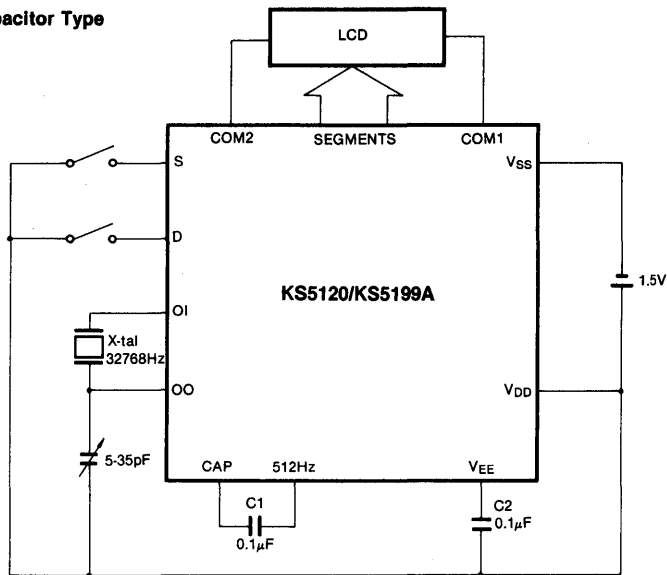 pacitor Type
LCD
COM2 SEGMENTS COM1
S
VSS
D
1.5V
KS5120/KS5199A
OI
X-tal
32768Hz
OO
VDD
5-35pF
CAP 512Hz VEE
C1
0.1μF
C2
0.1μF